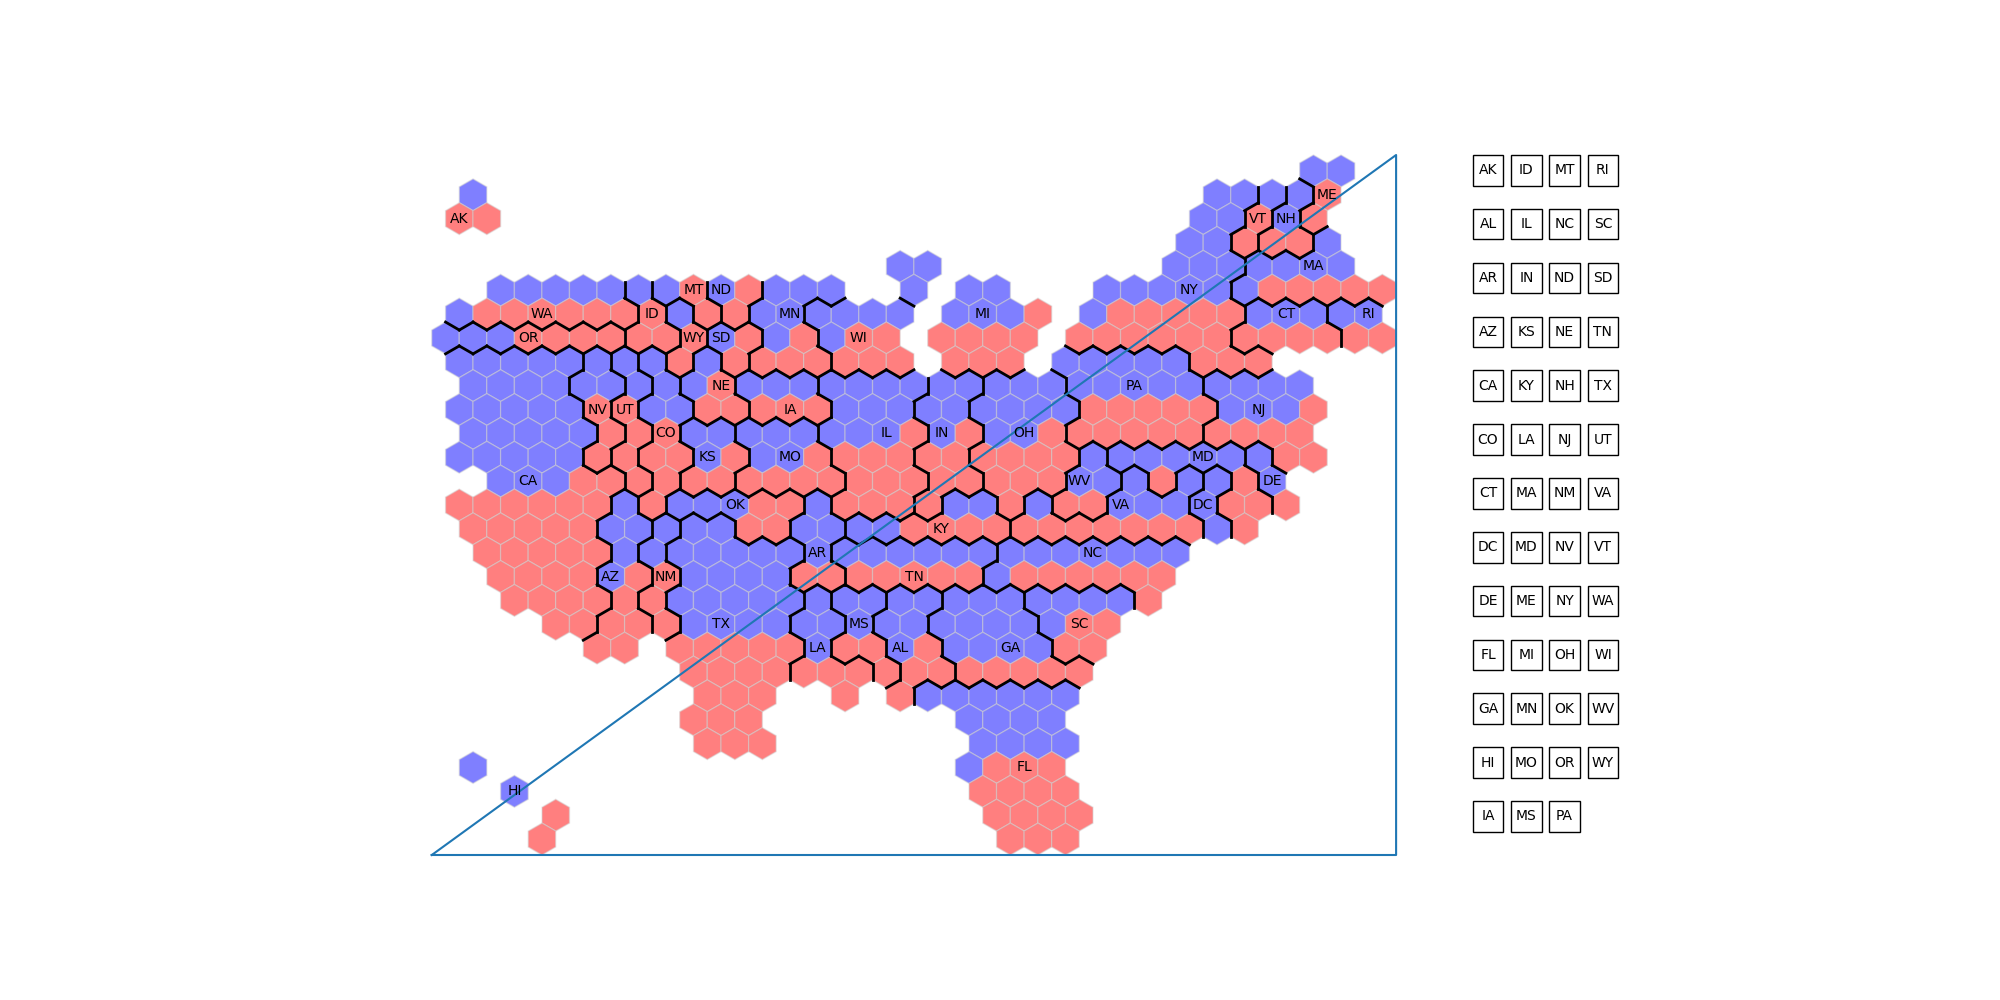 ME
AK VT NH
MA
MT ND NY
WA ID MN MI CT RI
OR WY SD WI
NE PA
NV UT IA NJ
CO IL IN OH
KS MO MD
CA WV DE
OK VA DC
KY
AR NC
AZ NM TN
TX MS SC
LA AL GA
FL
HI
AK ID MT RI
AL IL NC SC
AR IN ND SD
AZ KS NE TN
CA KY NH TX
CO LA NJ UT
CT MA NM VA
DC MD NV VT
DE ME NY WA
FL MI OH WI
GA MN OK WV
HI MO OR WY
IA MS PA